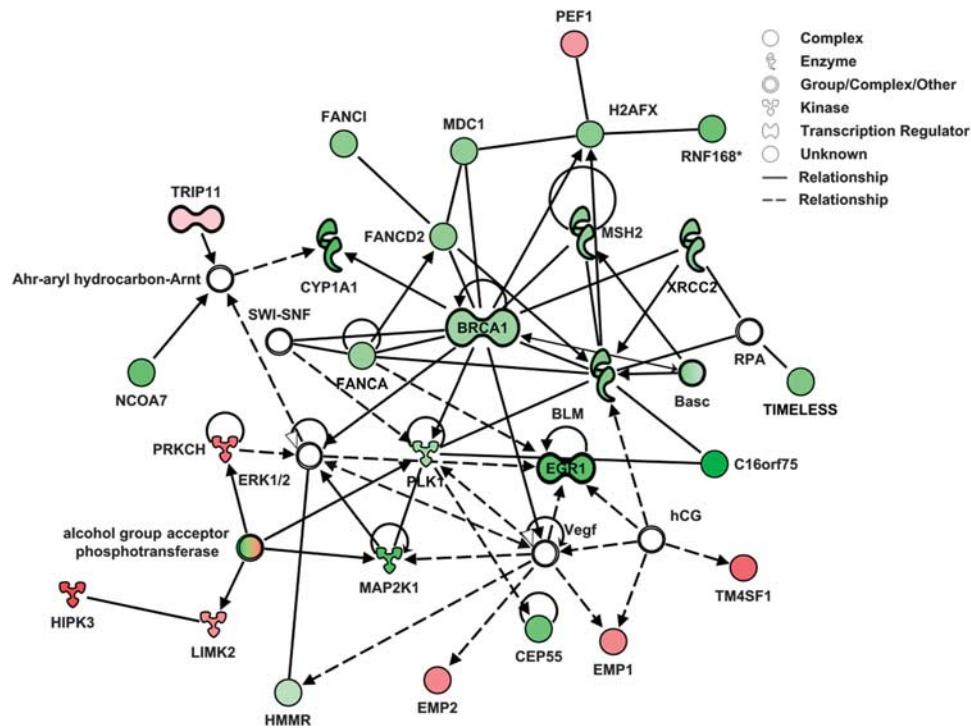 PEF1
Complex
Enzyme
Group/Complex/Other
Kinase
Transcription Regulator
Unknown
Relationship
Relationship
FANCI
MDC1
H2AFX
RNF168*
TRIP11
FANCD2
MSH2
Ahr-aryl hydrocarbon-Arnt
CYP1A1
XRCC2
SWI-SNF
BRCA1
RPA
NCOA7
FANCA
Basc
TIMELESS
BLM
PRKCH
ERK1/2
PLK1
EGR1
C16orf75
alcohol group acceptor
phosphotransferase
Vegf
hCG
MAP2K1
TM4SF1
HIPK3
LIMK2
CEP55
EMP1
HMMR
EMP2